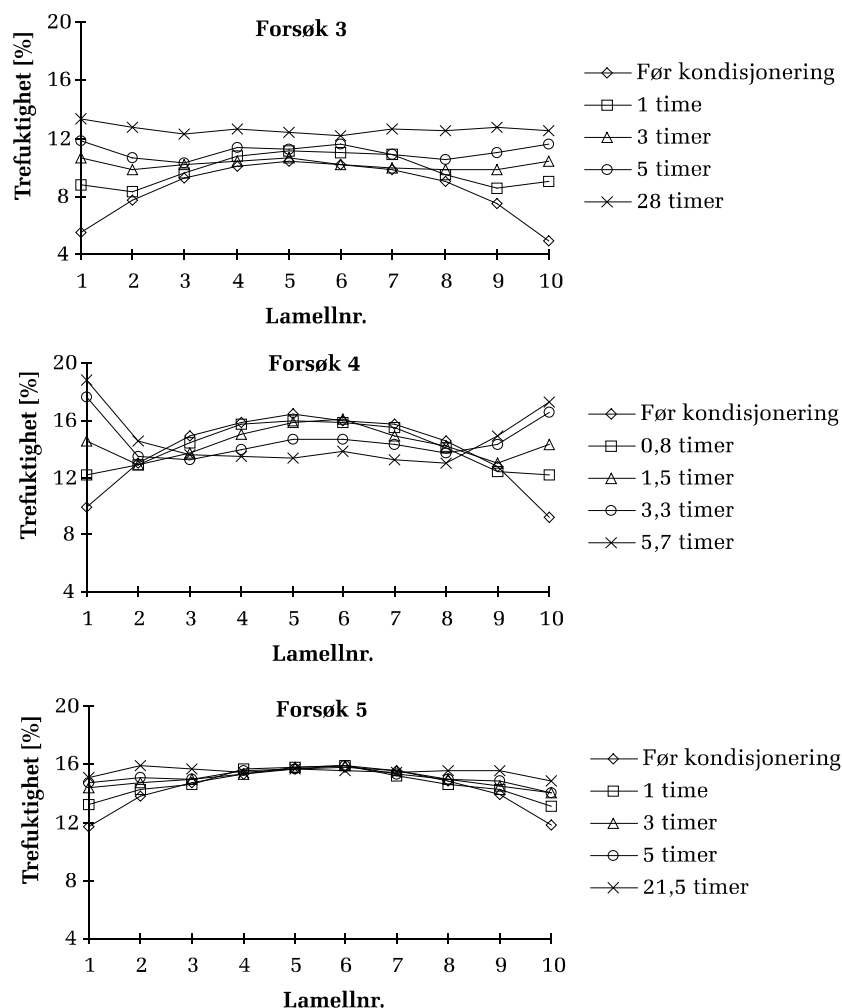 Forsøk 3
Trefuktighet [%]
20
16
12
8
4
1 2 3 4 5 6 7 8 9 10
Lamellnr.
Før kondisjonering
1 time
3 timer
5 timer
28 timer
Forsøk 4
Trefuktighet [%]
20
16
12
8
4
1 2 3 4 5 6 7 8 9 10
Lamellnr.
Før kondisjonering
0,8 timer
1,5 timer
3,3 timer
5,7 timer
Forsøk 5
Trefuktighet [%]
20
16
12
8
4
1 2 3 4 5 6 7 8 9 10
Lamellnr.
Før kondisjonering
1 time
3 timer
5 timer
21,5 timer